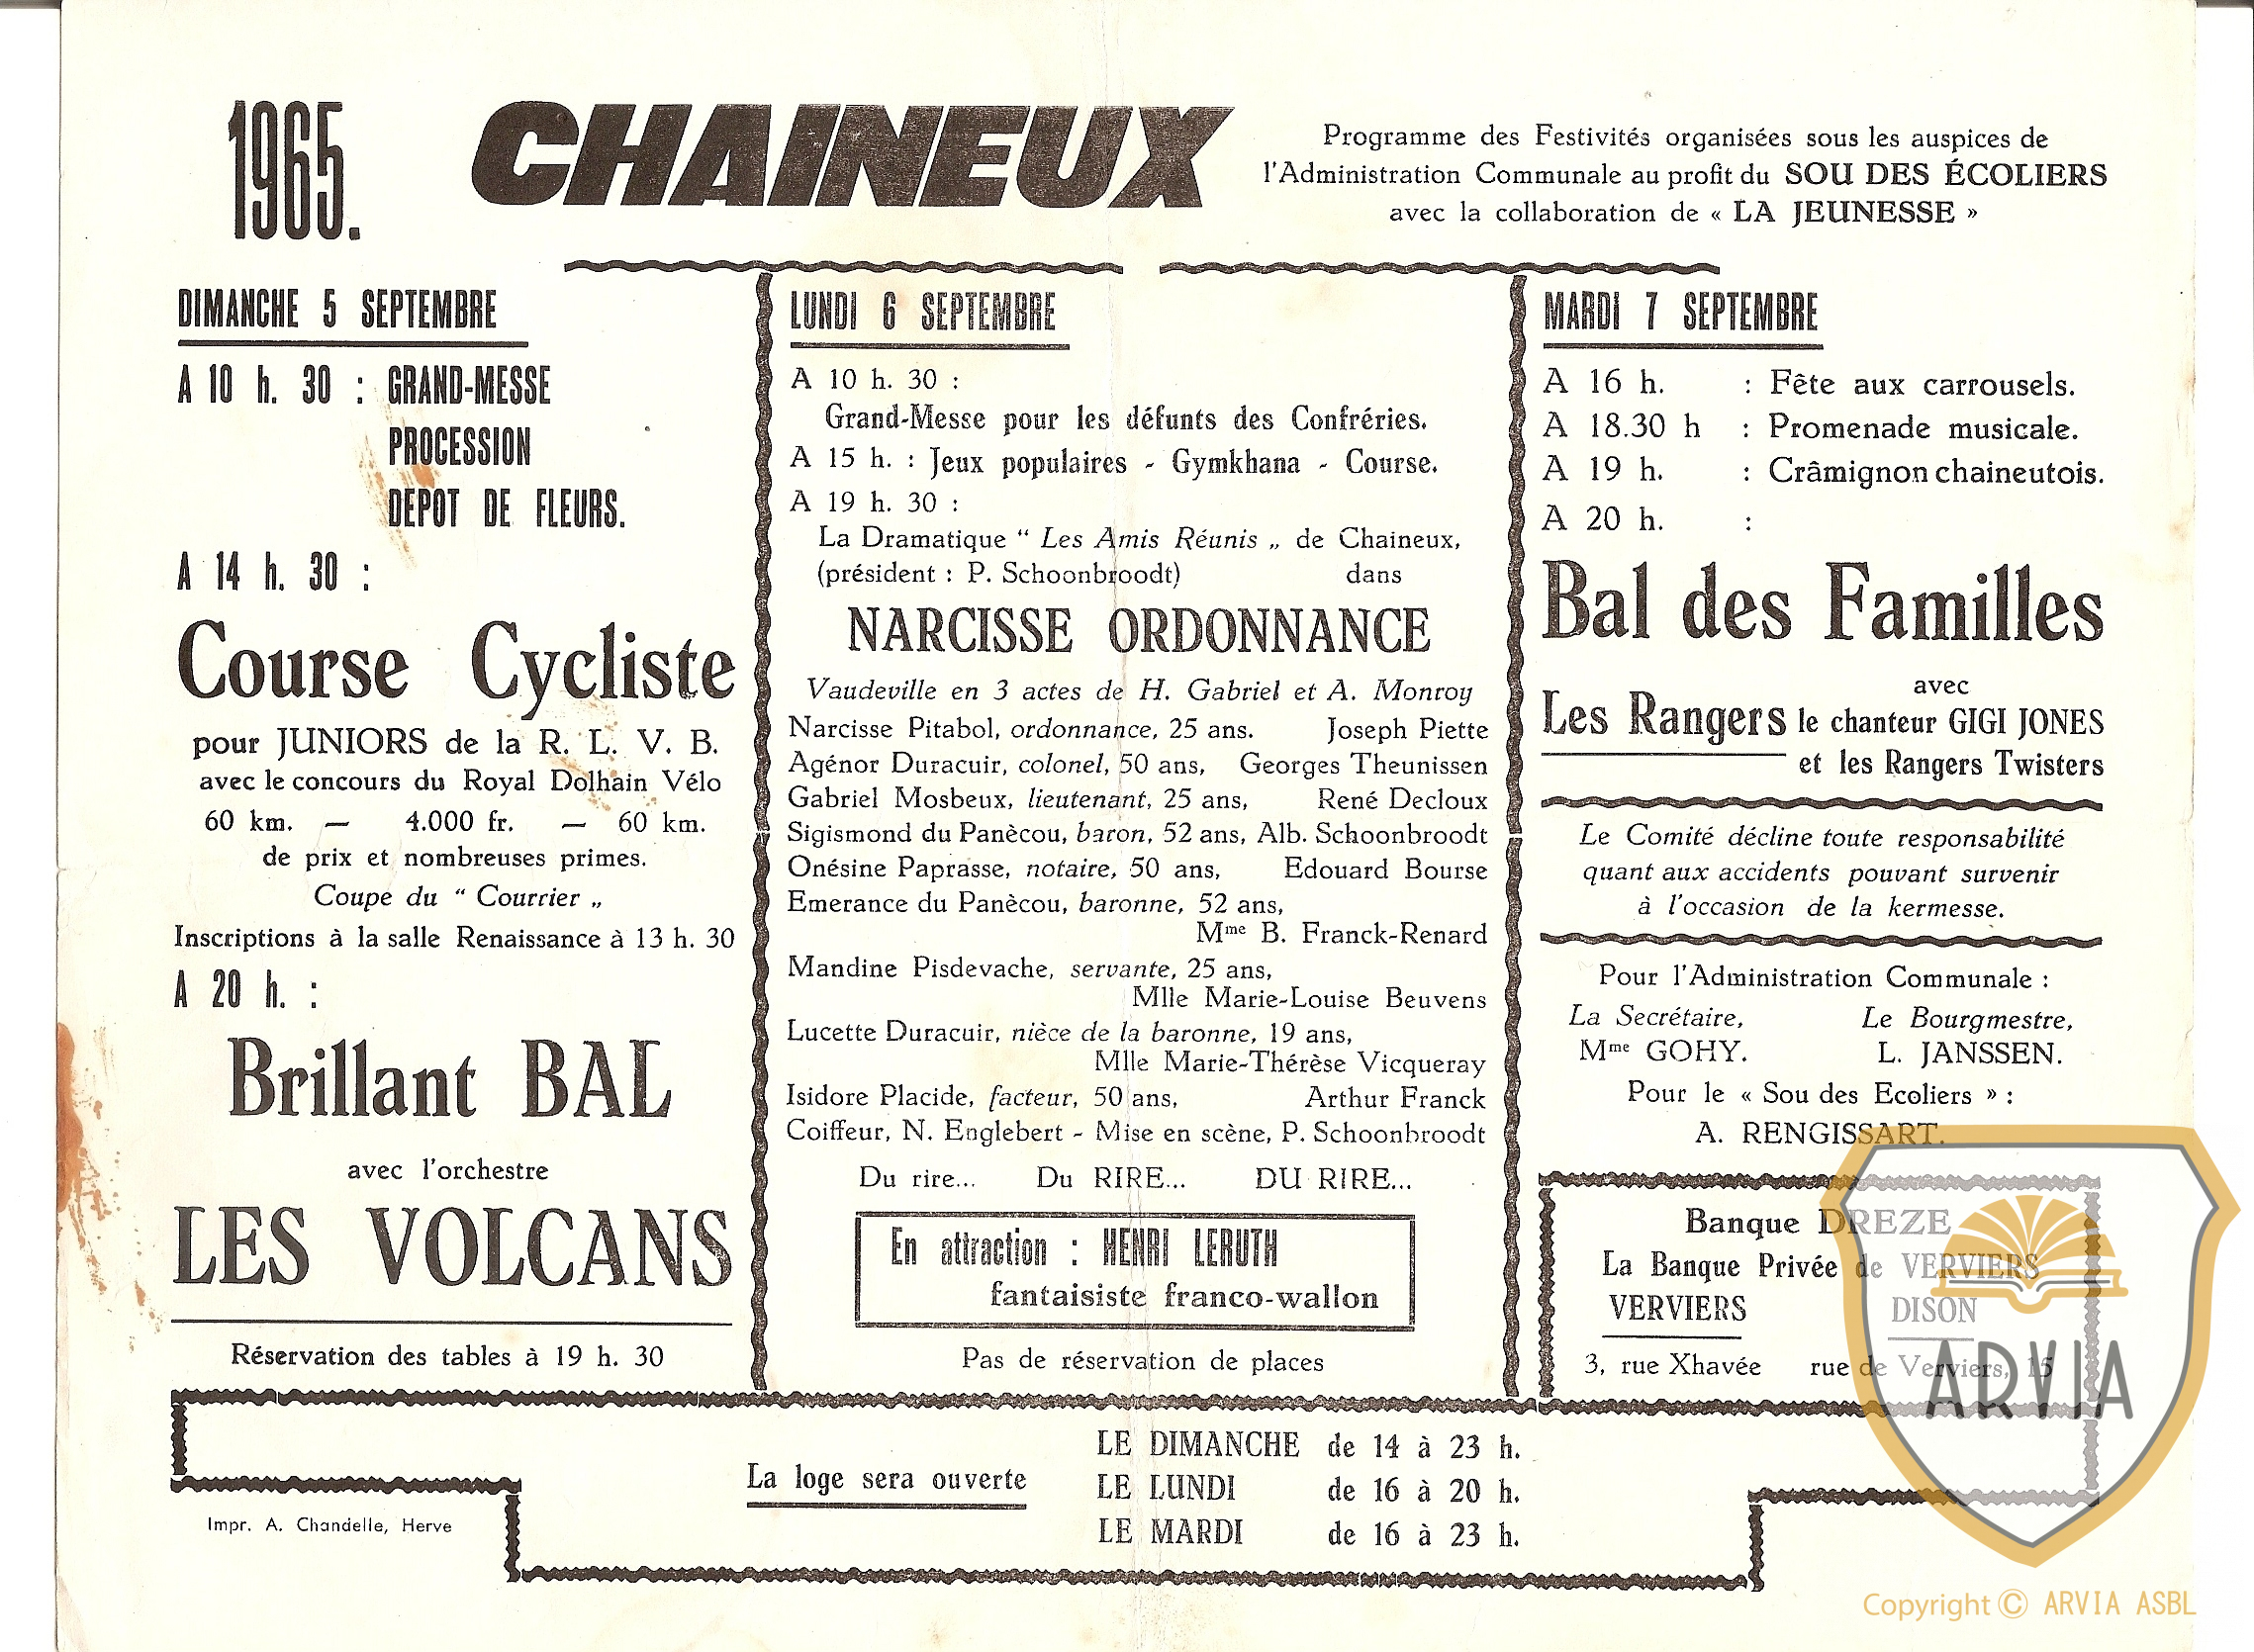 1965.
CHAINEUX
Programme des Festivités organisées sous les auspices de
l'Administration Communale au profit du SOU DES ÉCOLIERS
avec la collaboration de « LA JEUNESSE »
DIMANCHE 5 SEPTEMBRE
A 10 h. 30 : GRAND-MESSE
PROCESSION
DEPOT DE FLEURS.
A 14 h. 30 :
Course Cycliste
pour JUNIORS de la R. L. V. B.
avec le concours du Royal Dolhain Vélo
60 km. — 4.000 fr. — 60 km.
de prix et nombreuses primes.
Coupe du “ Courrier „
Inscriptions à la salle Renaissance à 13 h. 30
A 20 h. :
Brillant BAL
avec l'orchestre
LES VOLCANS
Réservation des tables à 19 h. 30
LUNDI 6 SEPTEMBRE
A 10 h. 30 :
Grand-Messe pour les défunts des Confréries.
A 15 h. : Jeux populaires - Gymkhana - Course.
A 19 h. 30 :
La Dramatique “ Les Amis Réunis „ de Chaineux,
(président : P. Schoonbroodt) dans
NARCISSE ORDONNANCE
Vaudeville en 3 actes de H. Gabriel et A. Monroy
Narcisse Pitabol, ordonnance, 25 ans. Joseph Piette
Agénor Duracuir, colonel, 50 ans, Georges Theunissen
Gabriel Mosbeux, lieutenant, 25 ans, René Decloux
Sigismond du Panècou, baron, 52 ans, Alb. Schoonbroodt
Onésine Paprasse, notaire, 50 ans, Edouard Bourse
Emerance du Panècou, baronne, 52 ans,
Mme B. Franck-Renard
Mandine Pisdevache, servante, 25 ans,
Mlle Marie-Louise Beuvens
Lucette Duracuir, nièce de la baronne, 19 ans,
Mlle Marie-Thérèse Vicqueray
Isidore Placide, facteur, 50 ans, Arthur Franck
Coiffeur, N. Englebert - Mise en scène, P. Schoonbroodt
Du rire... Du RIRE... DU RIRE...
En attraction : HENRI LERUTH
fantaisiste franco-wallon
Pas de réservation de places
MARDI 7 SEPTEMBRE
A 16 h. : Fête aux carrousels.
A 18.30 h : Promenade musicale.
A 19 h. : Crâmignon chaineutois.
A 20 h. :
Bal des Familles
avec
Les Rangers le chanteur GIGI JONES
et les Rangers Twisters
Le Comité décline toute responsabilité
quant aux accidents pouvant survenir
à l'occasion de la kermesse.
Pour l'Administration Communale :
La Secrétaire, Le Bourgmestre,
Mme GOHY. L. JANSSEN.
Pour le « Sou des Ecoliers » :
A. RENGISSART.
Banque DREZE
La Banque Privée de VERVIERS
VERVIERS DISON
3, rue Xhavée rue de Verviers, 15
La loge sera ouverte
LE DIMANCHE de 14 à 23 h.
LE LUNDI de 16 à 20 h.
LE MARDI de 16 à 23 h.
Impr. A. Chandelle, Herve
ARVIA
Copyright © ARVIA ASBL